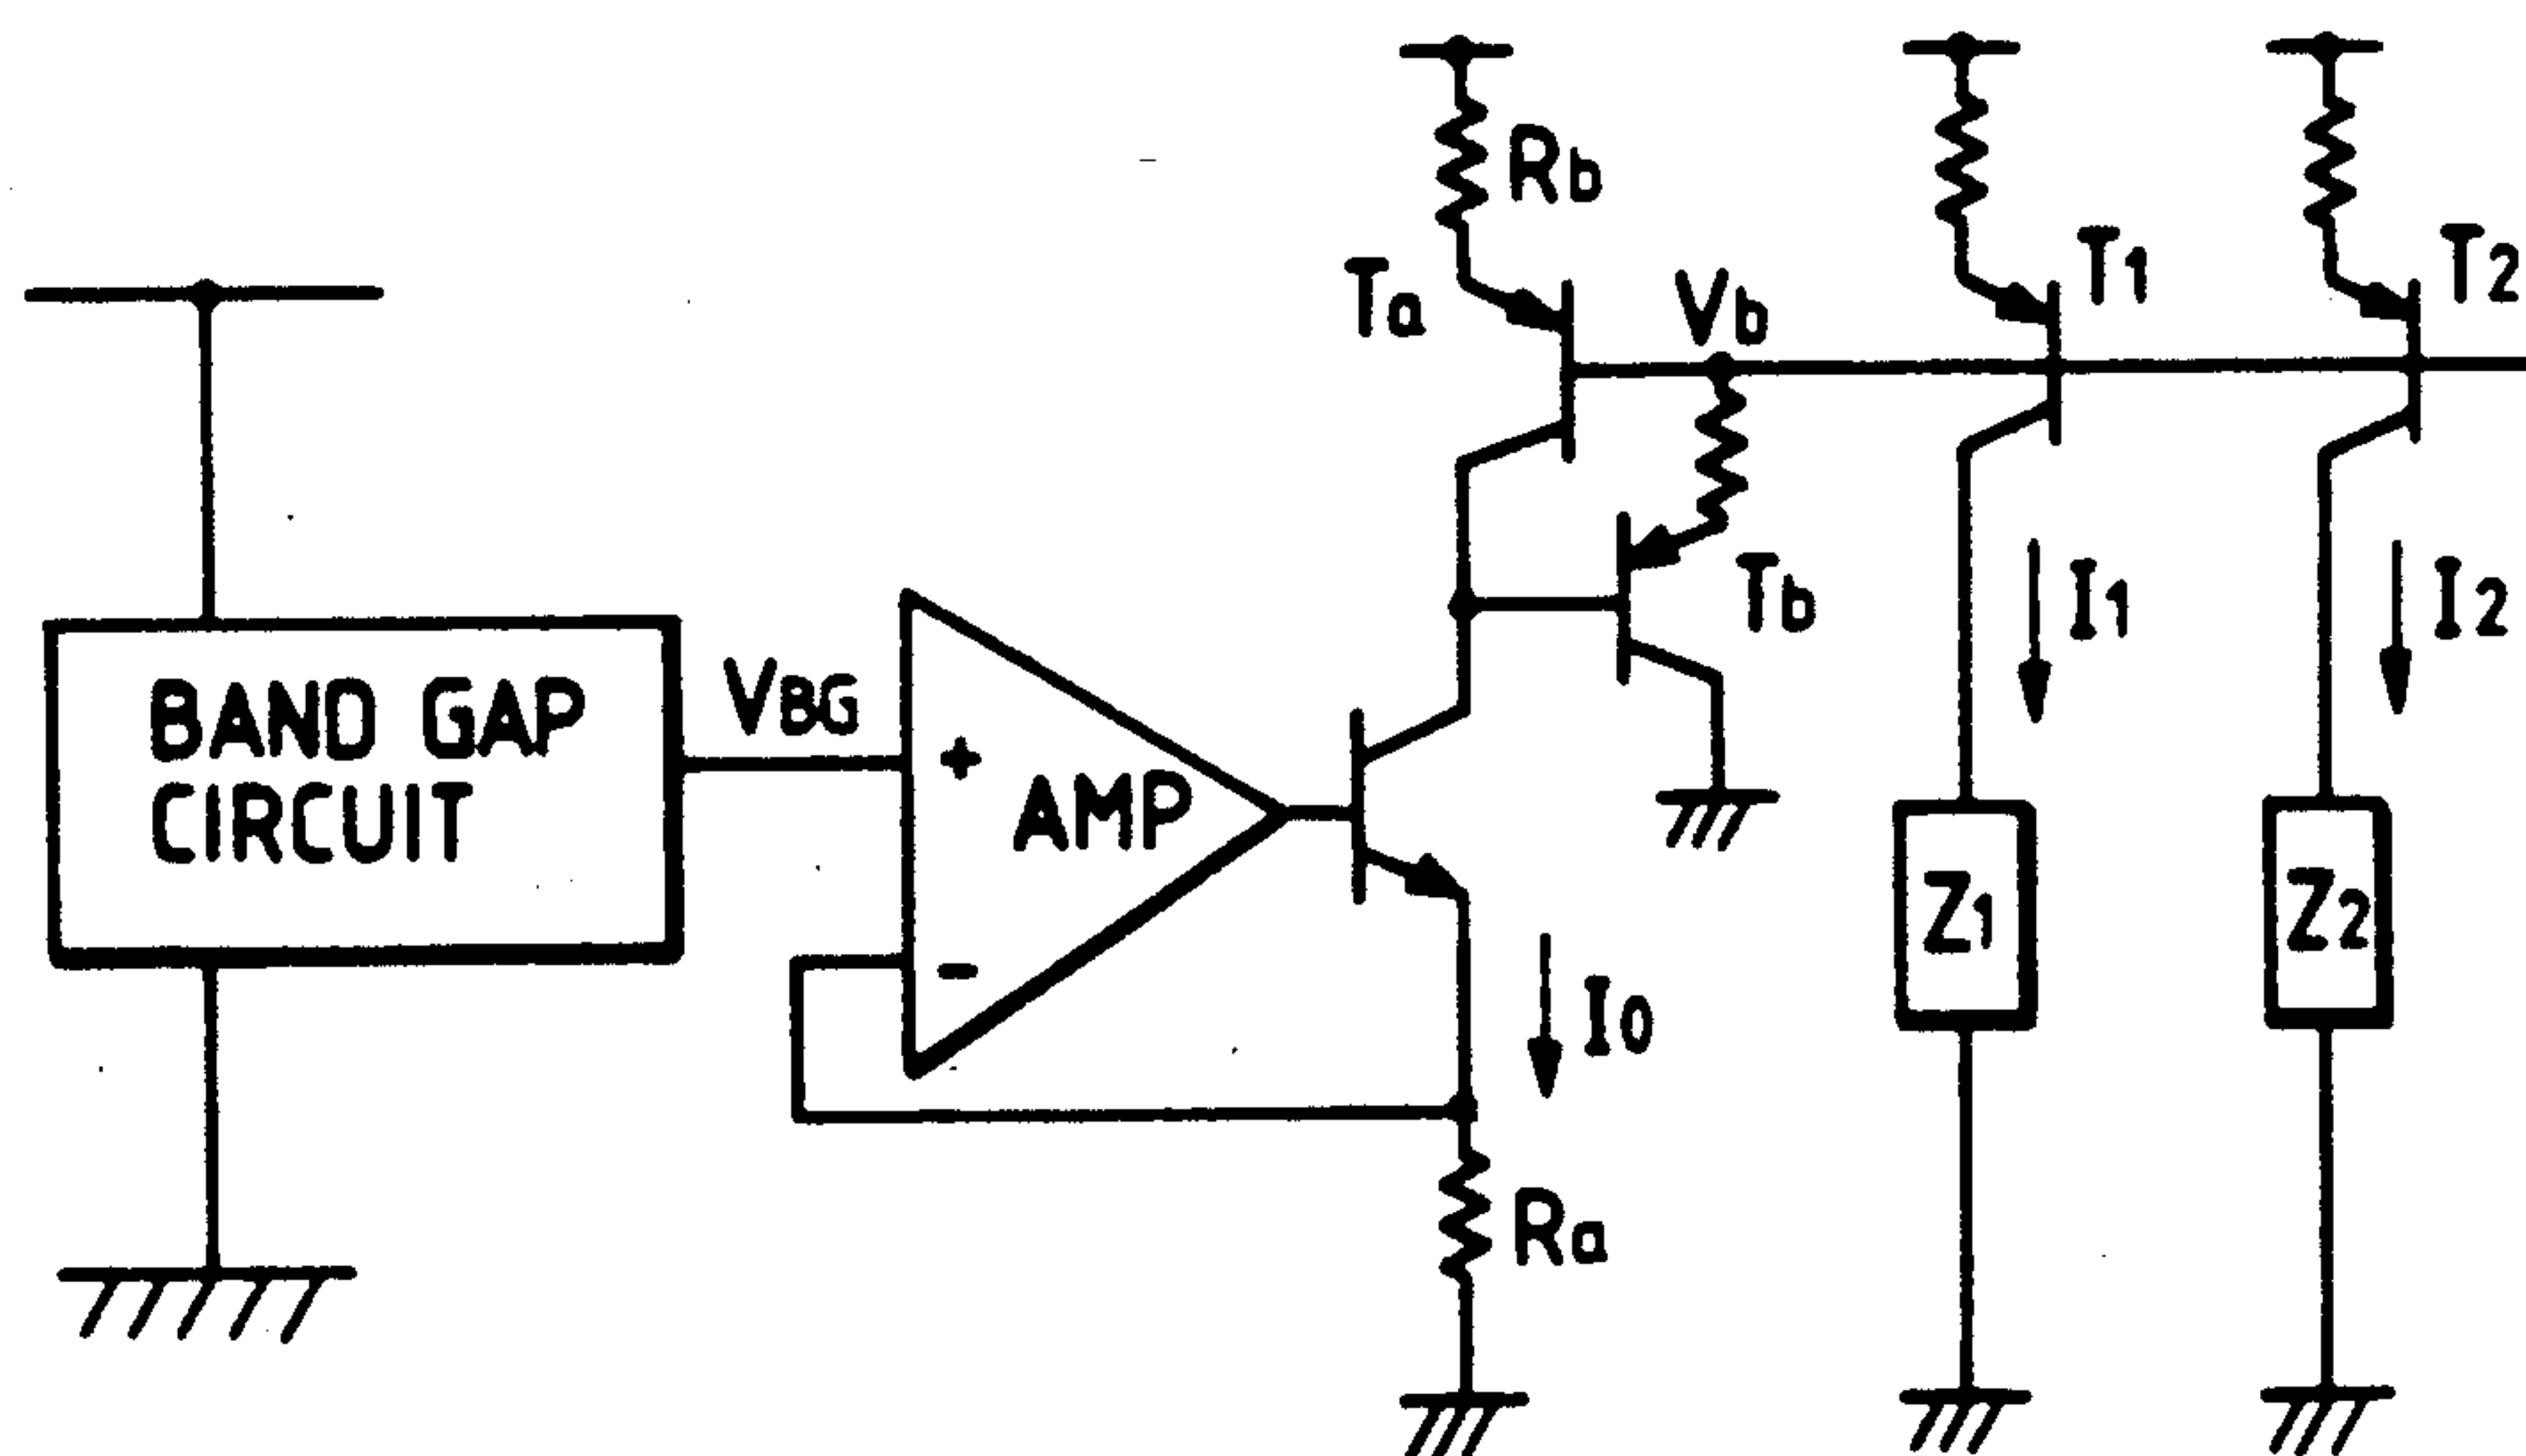 Rb
Ta
Vb
T1
T2
Tb
I1
I2
BAND GAP
CIRCUIT
VBG
+
AMP
-
Z1
Z2
I0
Ra